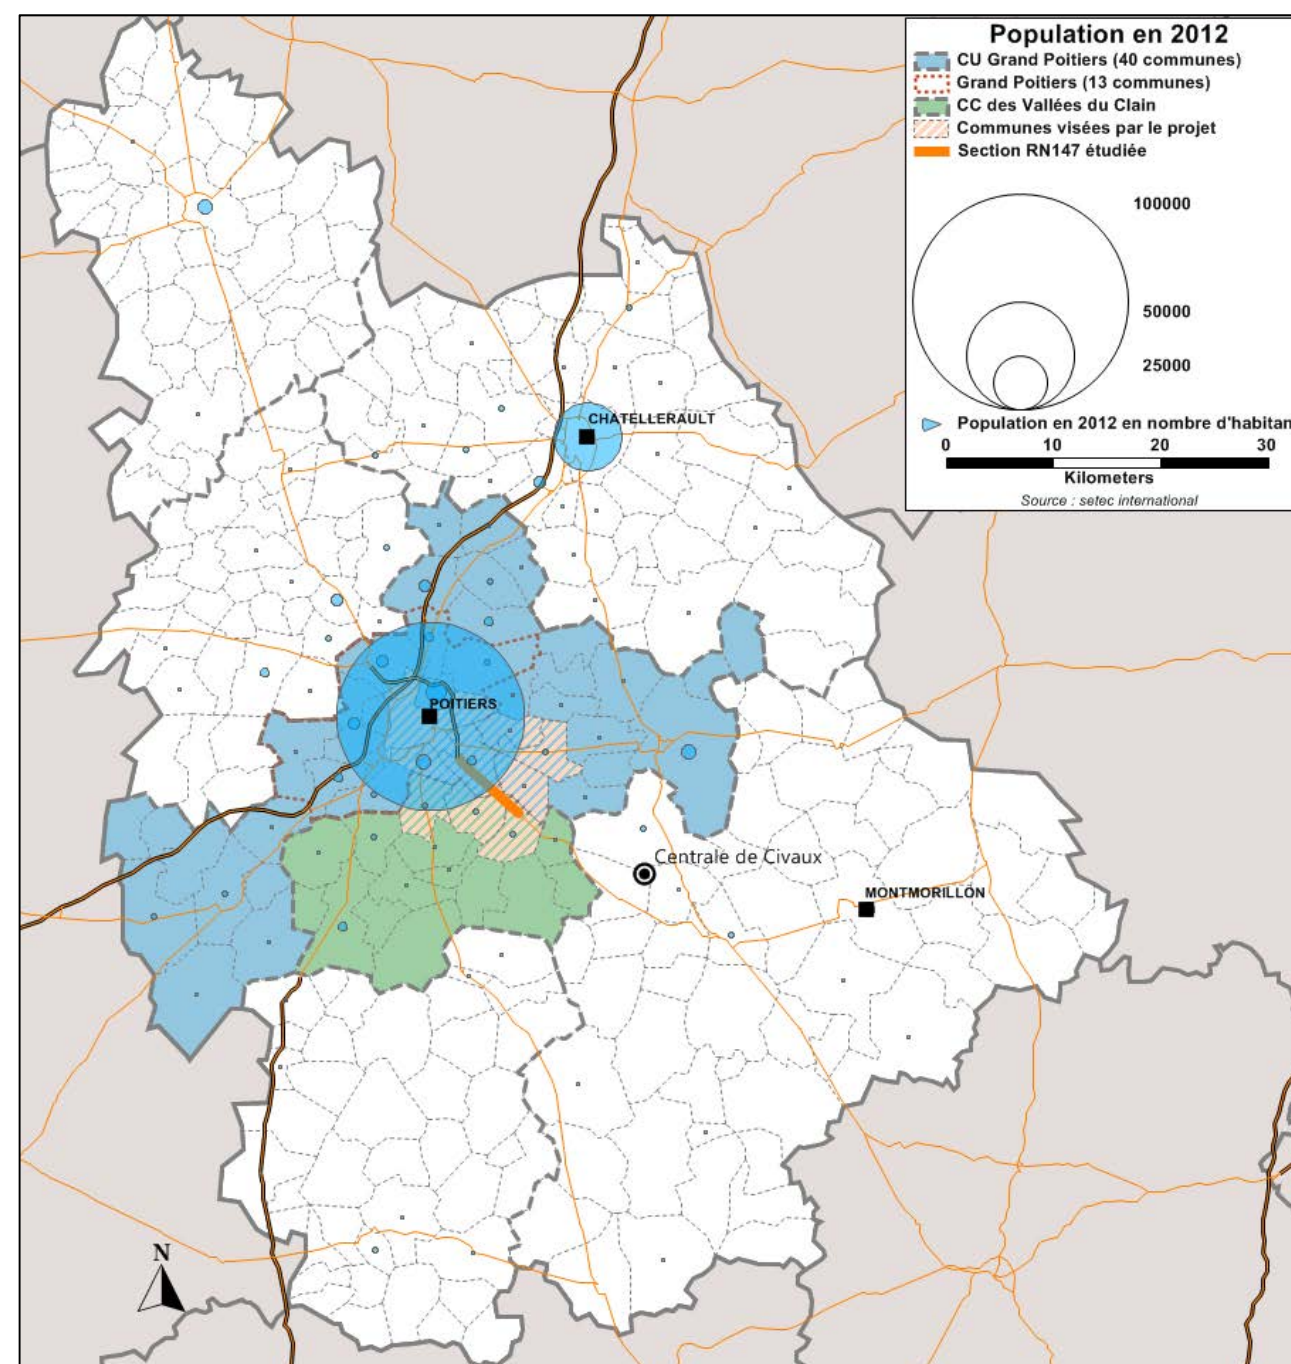 Population en 2012
CU Grand Poitiers (40 communes)
Grand Poitiers (13 communes)
CC des Vallées du Clain
Communes visées par le projet
Section RN147 étudiée
100000
50000
25000
Population en 2012 en nombre d'habitan
0 10 20 30
Kilometers
Source : setec international
CHATELLERAULT
POITIERS
Centrale de Civaux
MONTMORILLON
N